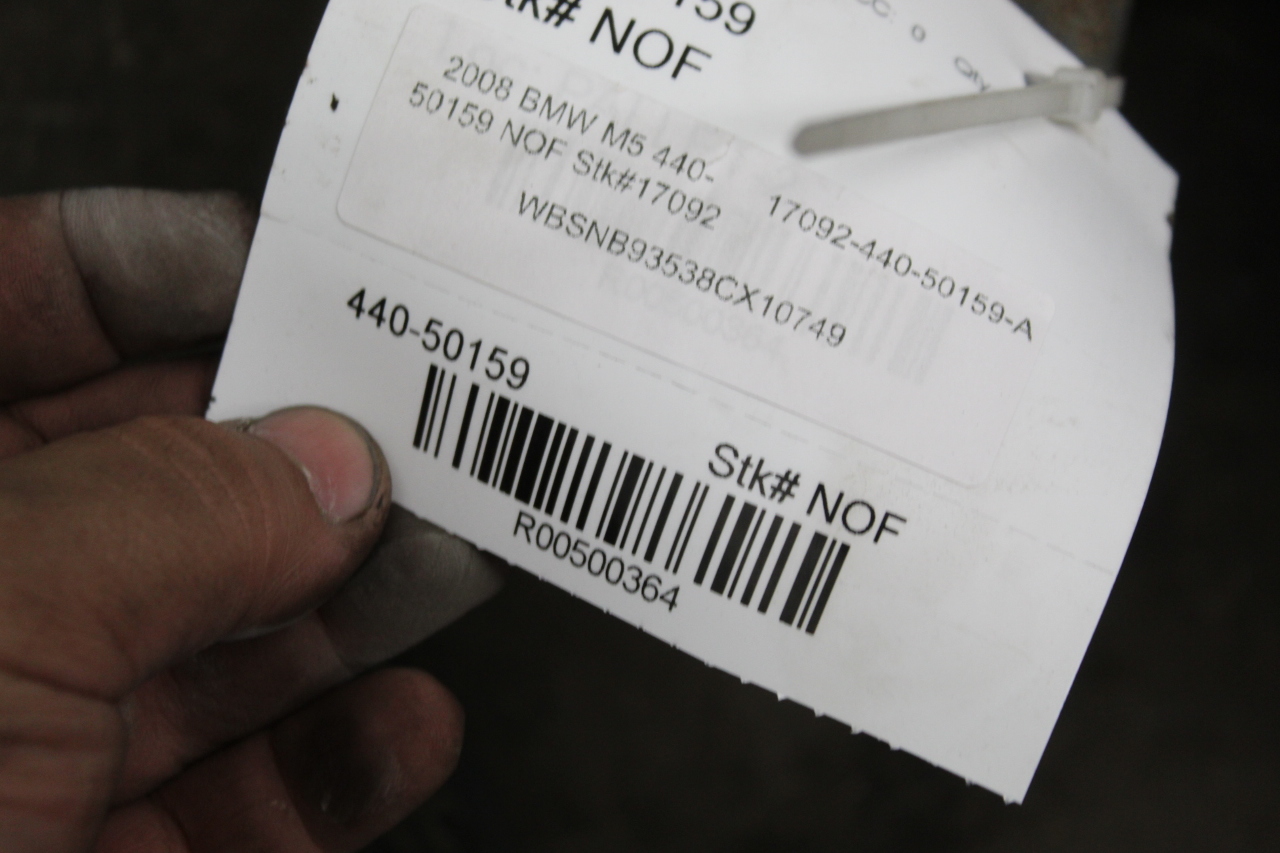 159
Stk# NOF
2008 BMW M5 440-
50159 NOF Stk#17092
17092-440-50159-A
WBSNB93538CX10749
440-50159
Stk# NOF
R00500364